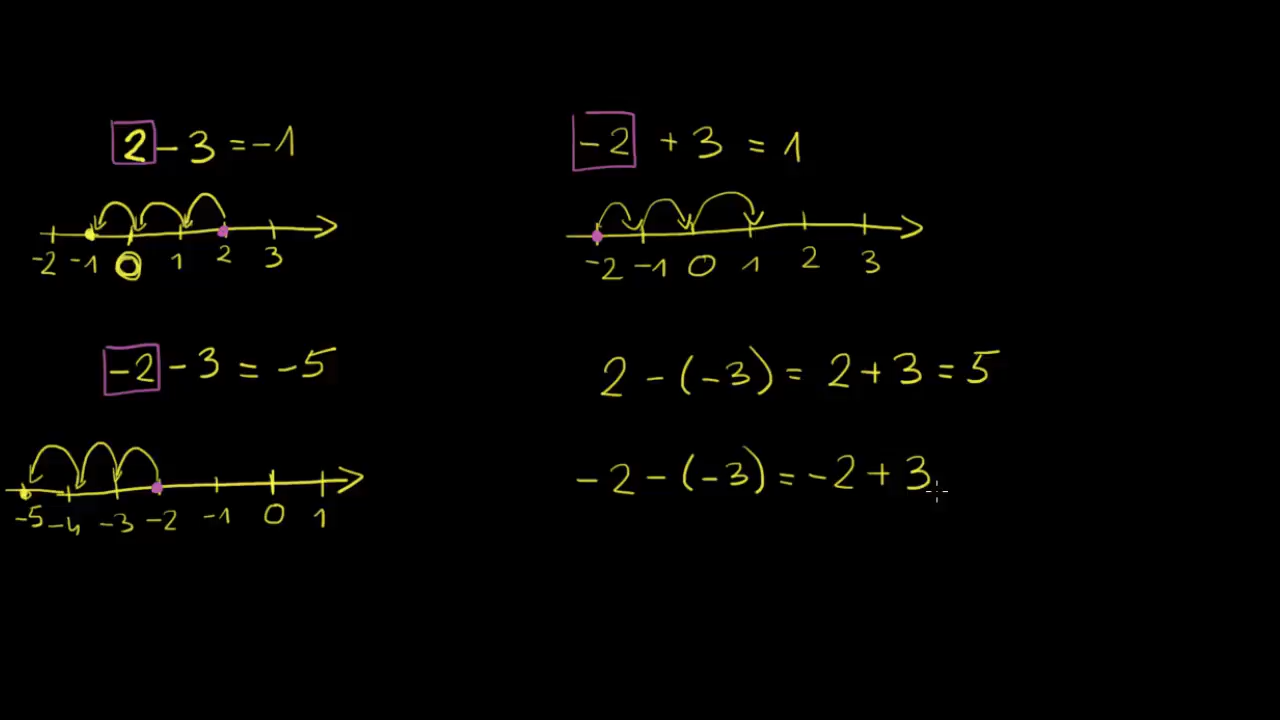 2 - 3 = -1
-2 -1 0 1 2 3
-2 - 3 = -5
-5 -4 -3 -2 -1 0 1
-2 + 3 = 1
-2 -1 0 1 2 3
2 - (-3) = 2 + 3 = 5
-2 - (-3) = -2 + 3